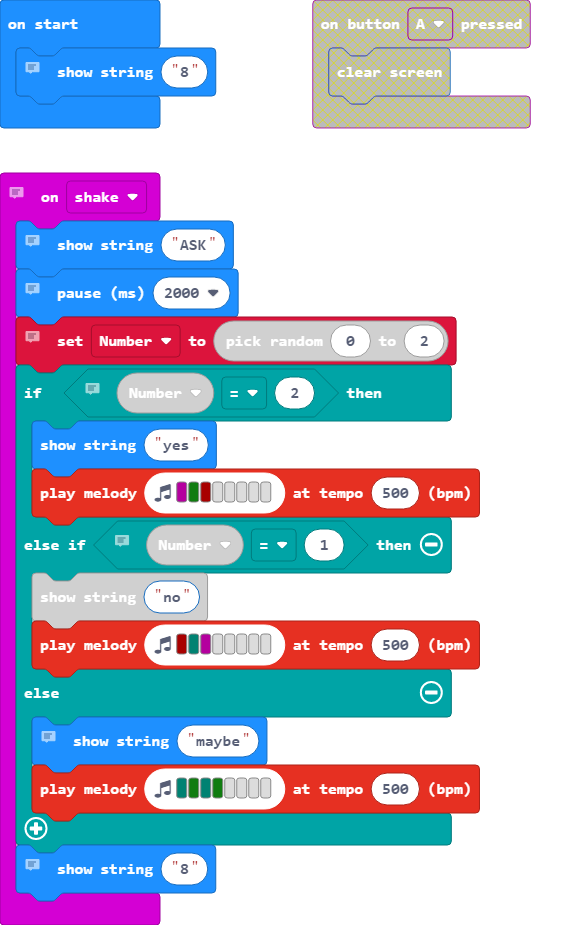 on start
show string "8"
on button A pressed
clear screen
on shake
show string "ASK"
pause (ms) 2000
set Number to pick random 0 to 2
if Number = 2 then
show string "yes"
play melody at tempo 500 (bpm)
else if Number = 1 then
show string "no"
play melody at tempo 500 (bpm)
else
show string "maybe"
play melody at tempo 500 (bpm)
show string "8"